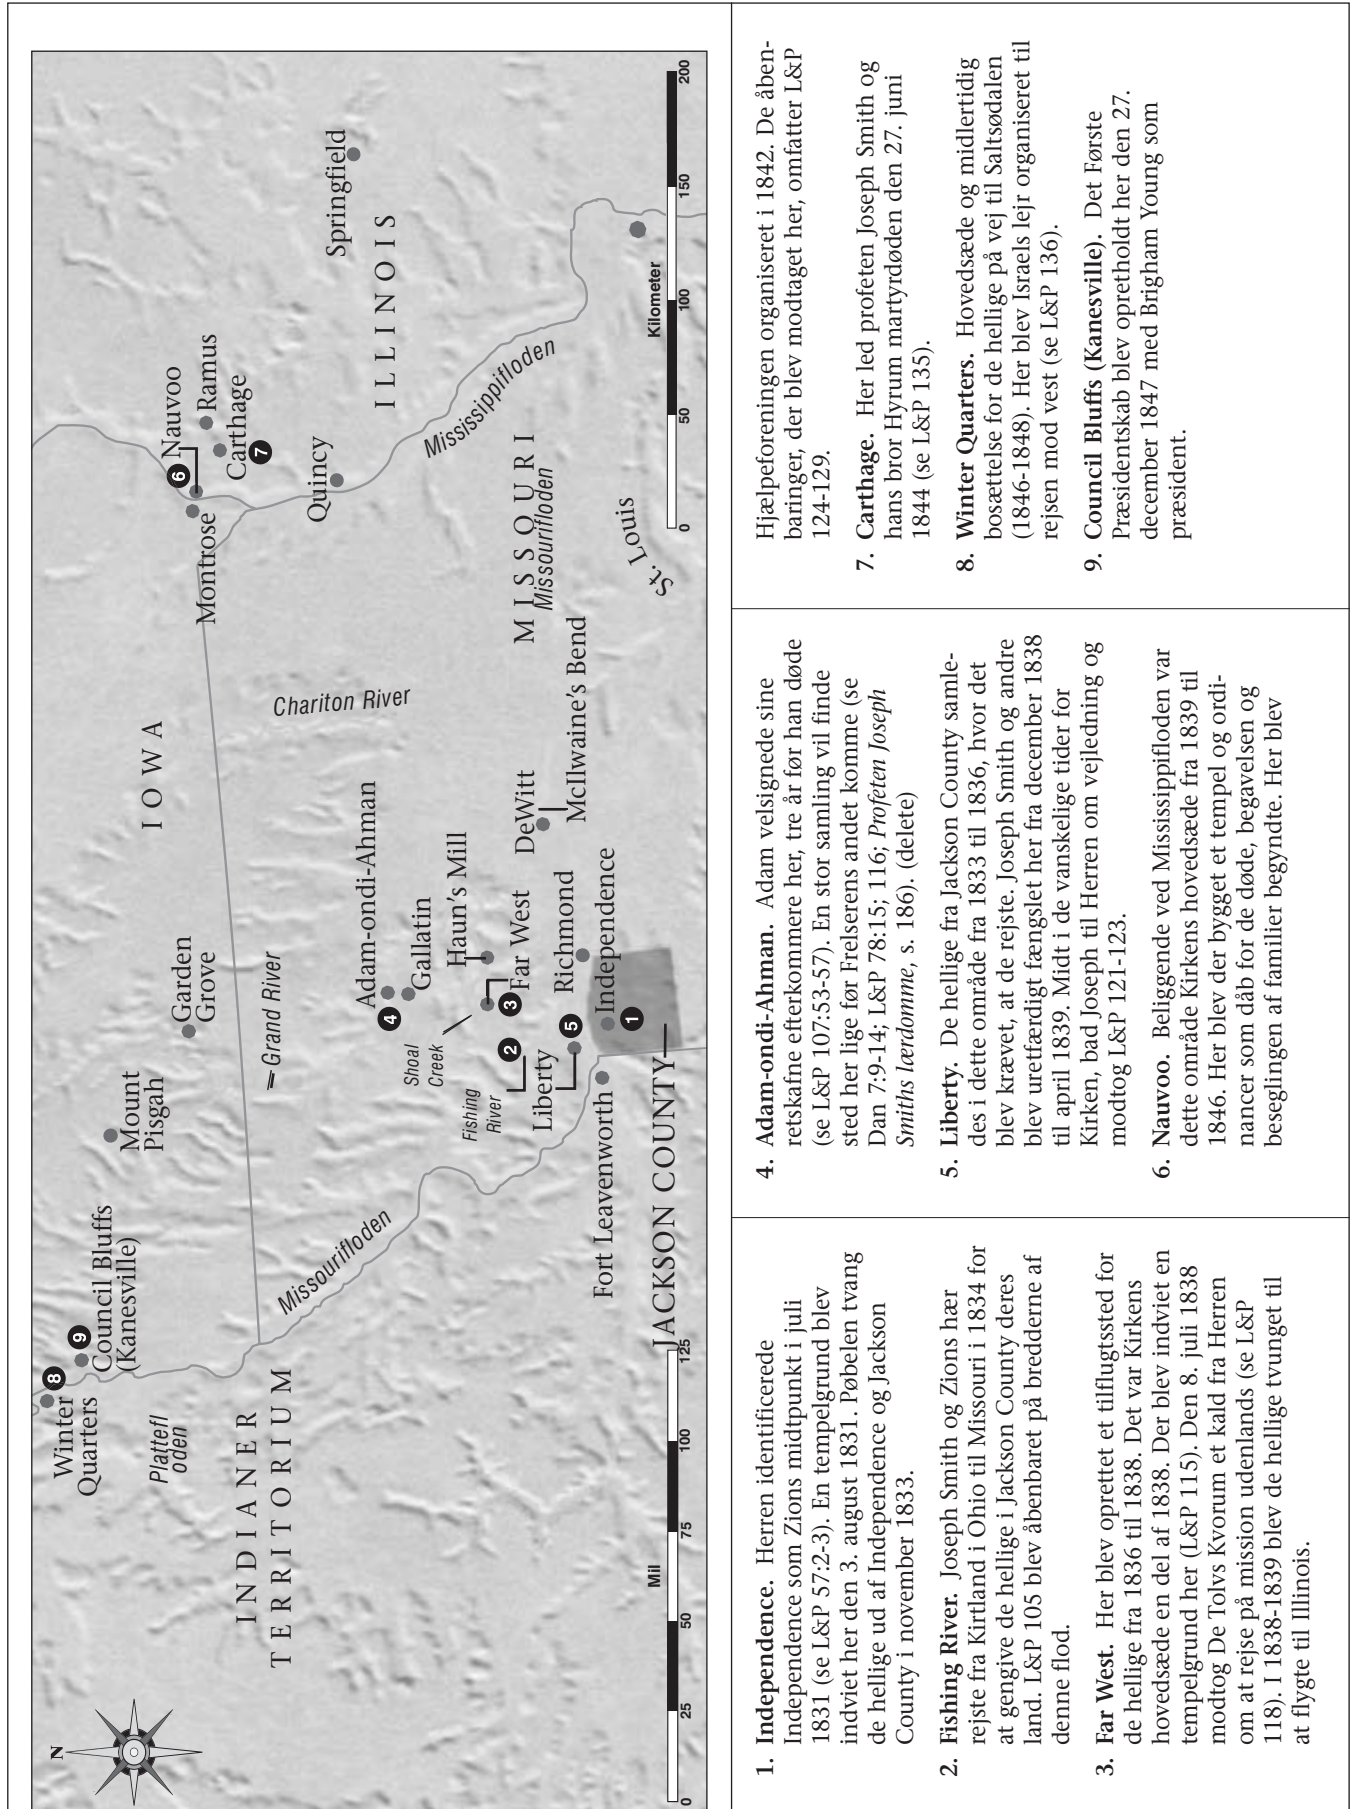 N
Winter
Quarters
8
9
Council Bluffs
(Kanesville)
Plattefl
oden
INDIANER
TERRITORIUM
Mount
Pisgah
Garden
Grove
IOWA
Montrose
6
Nauvoo
Ramus
Carthage
7
Quincy
Springfield
ILLINOIS
Mississippifloden
Missourifloden
Grand River
Chariton River
Adam-ondi-Ahman
4
Gallatin
Haun's Mill
Shoal
Creek
3
Far West
2
Fishing
River
DeWitt
McIlwaine's Bend
Liberty
5
Richmond
Independence
1
Fort Leavenworth
JACKSON COUNTY
MISSOURI
Missourifloden
St. Louis
Mil
0 25 50 75 100 125
Kilometer
0 50 100 150 200
1. Independence. Herren identificerede
Independence som Zions midtpunkt i juli
1831 (se L&P 57:2-3). En tempelgrund blev
indviet her den 3. august 1831. Pøbelen tvang
de hellige ud af Independence og Jackson
County i november 1833.
2. Fishing River. Joseph Smith og Zions hær
rejste fra Kirtland i Ohio til Missouri i 1834 for
at gengive de hellige i Jackson County deres
land. L&P 105 blev åbenbaret på bredderne af
denne flod.
3. Far West. Her blev oprettet et tilflugtssted for
de hellige fra 1836 til 1838. Det var Kirkens
hovedsæde en del af 1838. Der blev indviet en
tempelgrund her (L&P 115). Den 8. juli 1838
modtog De Tolvs Kvorum et kald fra Herren
om at rejse på mission udenlands (se L&P
118). I 1838-1839 blev de hellige tvunget til
at flygte til Illinois.
4. Adam-ondi-Ahman. Adam velsignede sine
retskafne efterkommere her, tre år før han døde
(se L&P 107:53-57). En stor samling vil finde
sted her lige før Frelserens andet komme (se
Dan 7:9-14; L&P 78:15; 116; Profeten Joseph
Smiths lærdomme, s. 186). (delete)
5. Liberty. De hellige fra Jackson County samle-
des i dette område fra 1833 til 1836, hvor det
blev krævet, at de rejste. Joseph Smith og andre
blev uretfærdigt fængslet her fra december 1838
til april 1839. Midt i de vanskelige tider for
Kirken, bad Joseph til Herren om vejledning og
modtog L&P 121-123.
6. Nauvoo. Beliggende ved Mississippifloden var
dette område Kirkens hovedsæde fra 1839 til
1846. Her blev der bygget et tempel og ordi-
nancer som dåb for de døde, begavelsen og
beseglingen af familier begyndte. Her blev
Hjælpeforeningen organiseret i 1842. De åben-
baringer, der blev modtaget her, omfatter L&P
124-129.
7. Carthage. Her led profeten Joseph Smith og
hans bror Hyrum martyrdøden den 27. juni
1844 (se L&P 135).
8. Winter Quarters. Hovedsæde og midlertidig
bosættelse for de hellige på vej til Saltsødalen
(1846-1848). Her blev Israels lejr organiseret til
rejsen mod vest (se L&P 136).
9. Council Bluffs (Kanesville). Det Første
Præsidentskab blev opretholdt her den 27.
december 1847 med Brigham Young som
præsident.